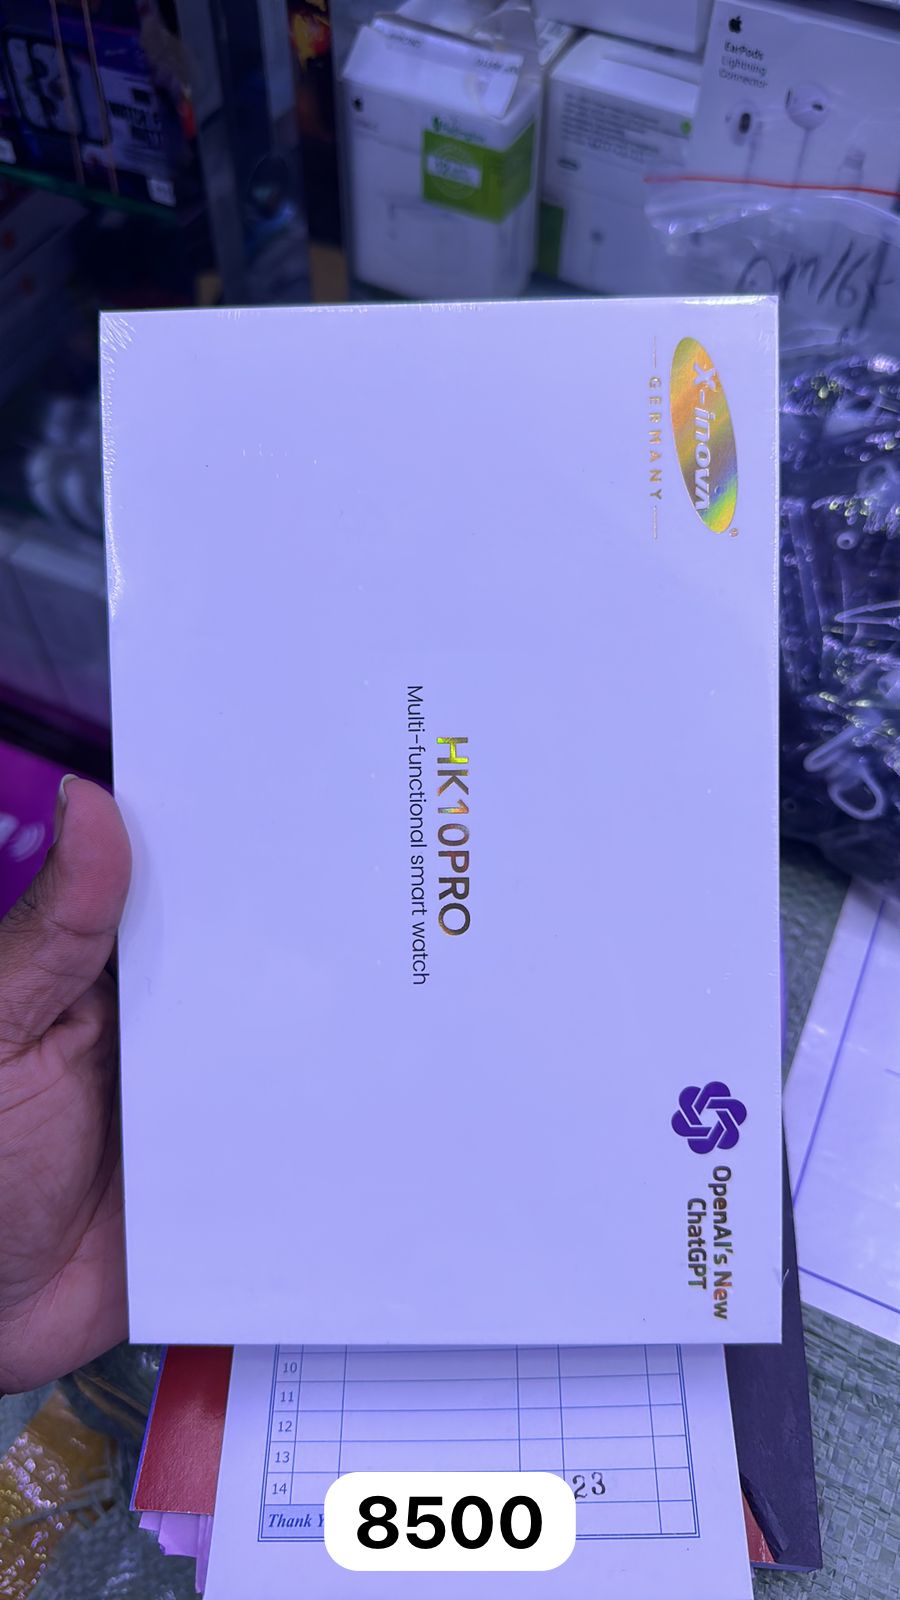 EarPods
Lightning
Connector
X-inova
GERMANY
HK10PRO
Multi-functional smart watch
OpenAI's New
ChatGPT
10
11
12
13
14
23
Thank
8500